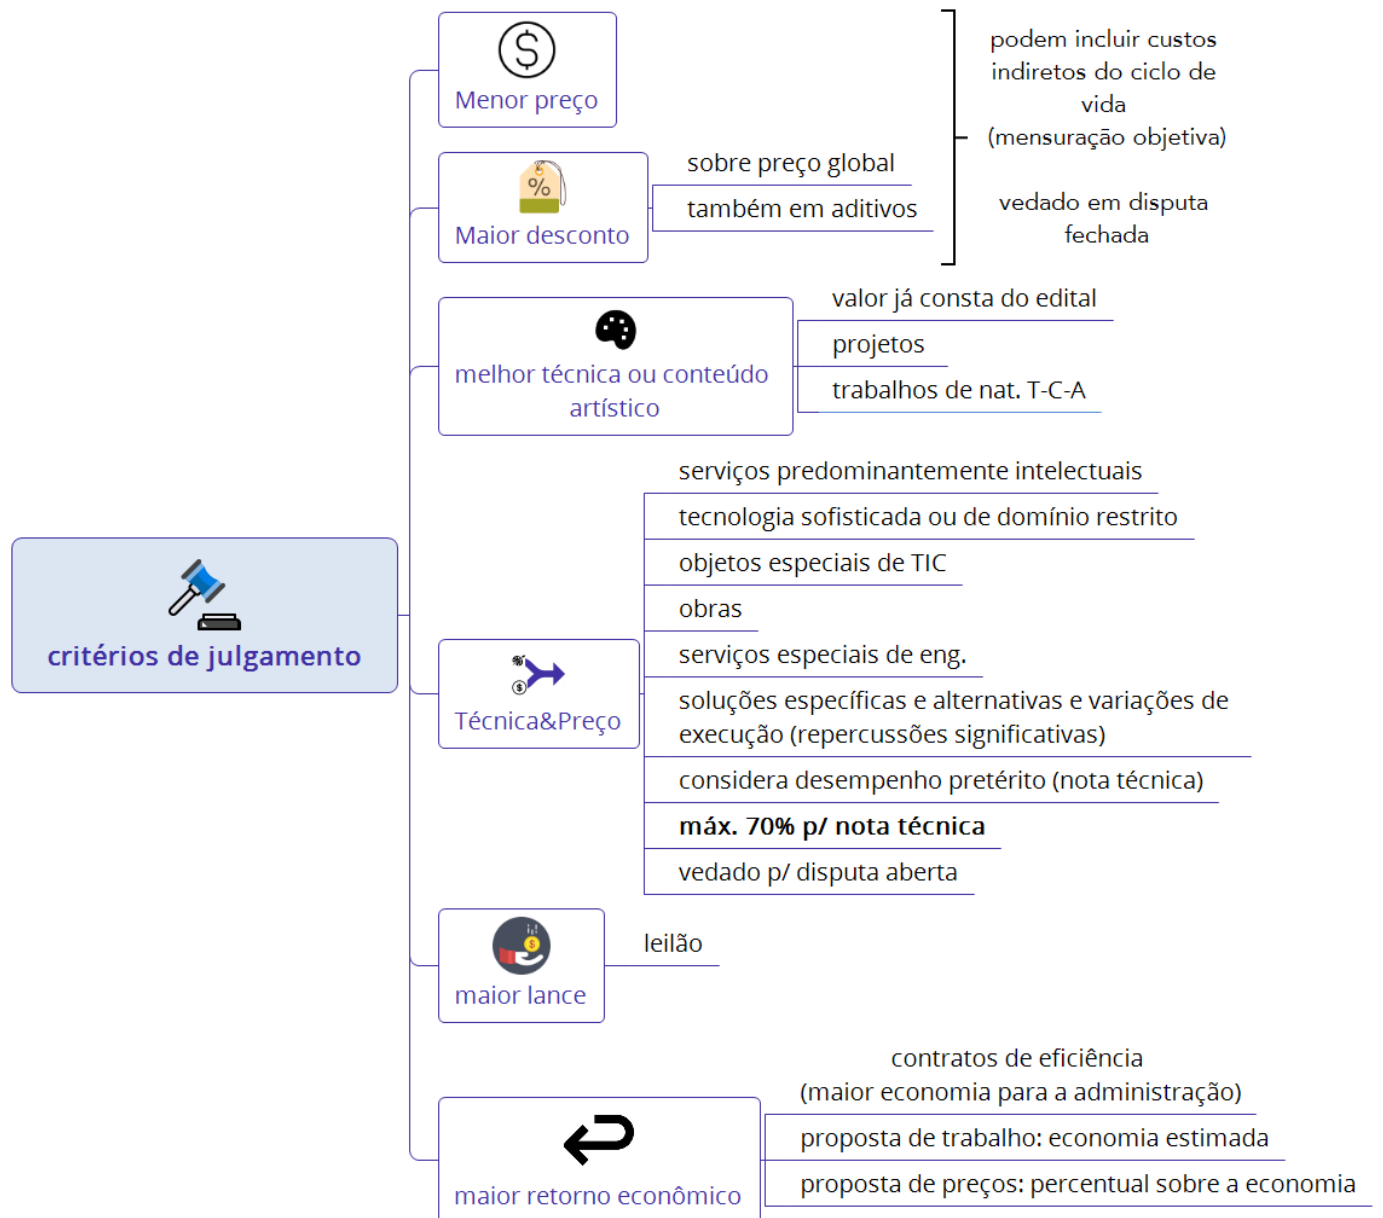 critérios de julgamento
$
Menor preço
%
Maior desconto
sobre preço global
também em aditivos
podem incluir custos
indiretos do ciclo de
vida
(mensuração objetiva)
vedado em disputa
fechada
melhor técnica ou conteúdo
artístico
valor já consta do edital
projetos
trabalhos de nat. T-C-A
$
Técnica&Preço
serviços predominantemente intelectuais
tecnologia sofisticada ou de domínio restrito
objetos especiais de TIC
obras
serviços especiais de eng.
soluções específicas e alternativas e variações de
execução (repercussões significativas)
considera desempenho pretérito (nota técnica)
máx. 70% p/ nota técnica
vedado p/ disputa aberta
$
maior lance
leilão
maior retorno econômico
contratos de eficiência
(maior economia para a administração)
proposta de trabalho: economia estimada
proposta de preços: percentual sobre a economia